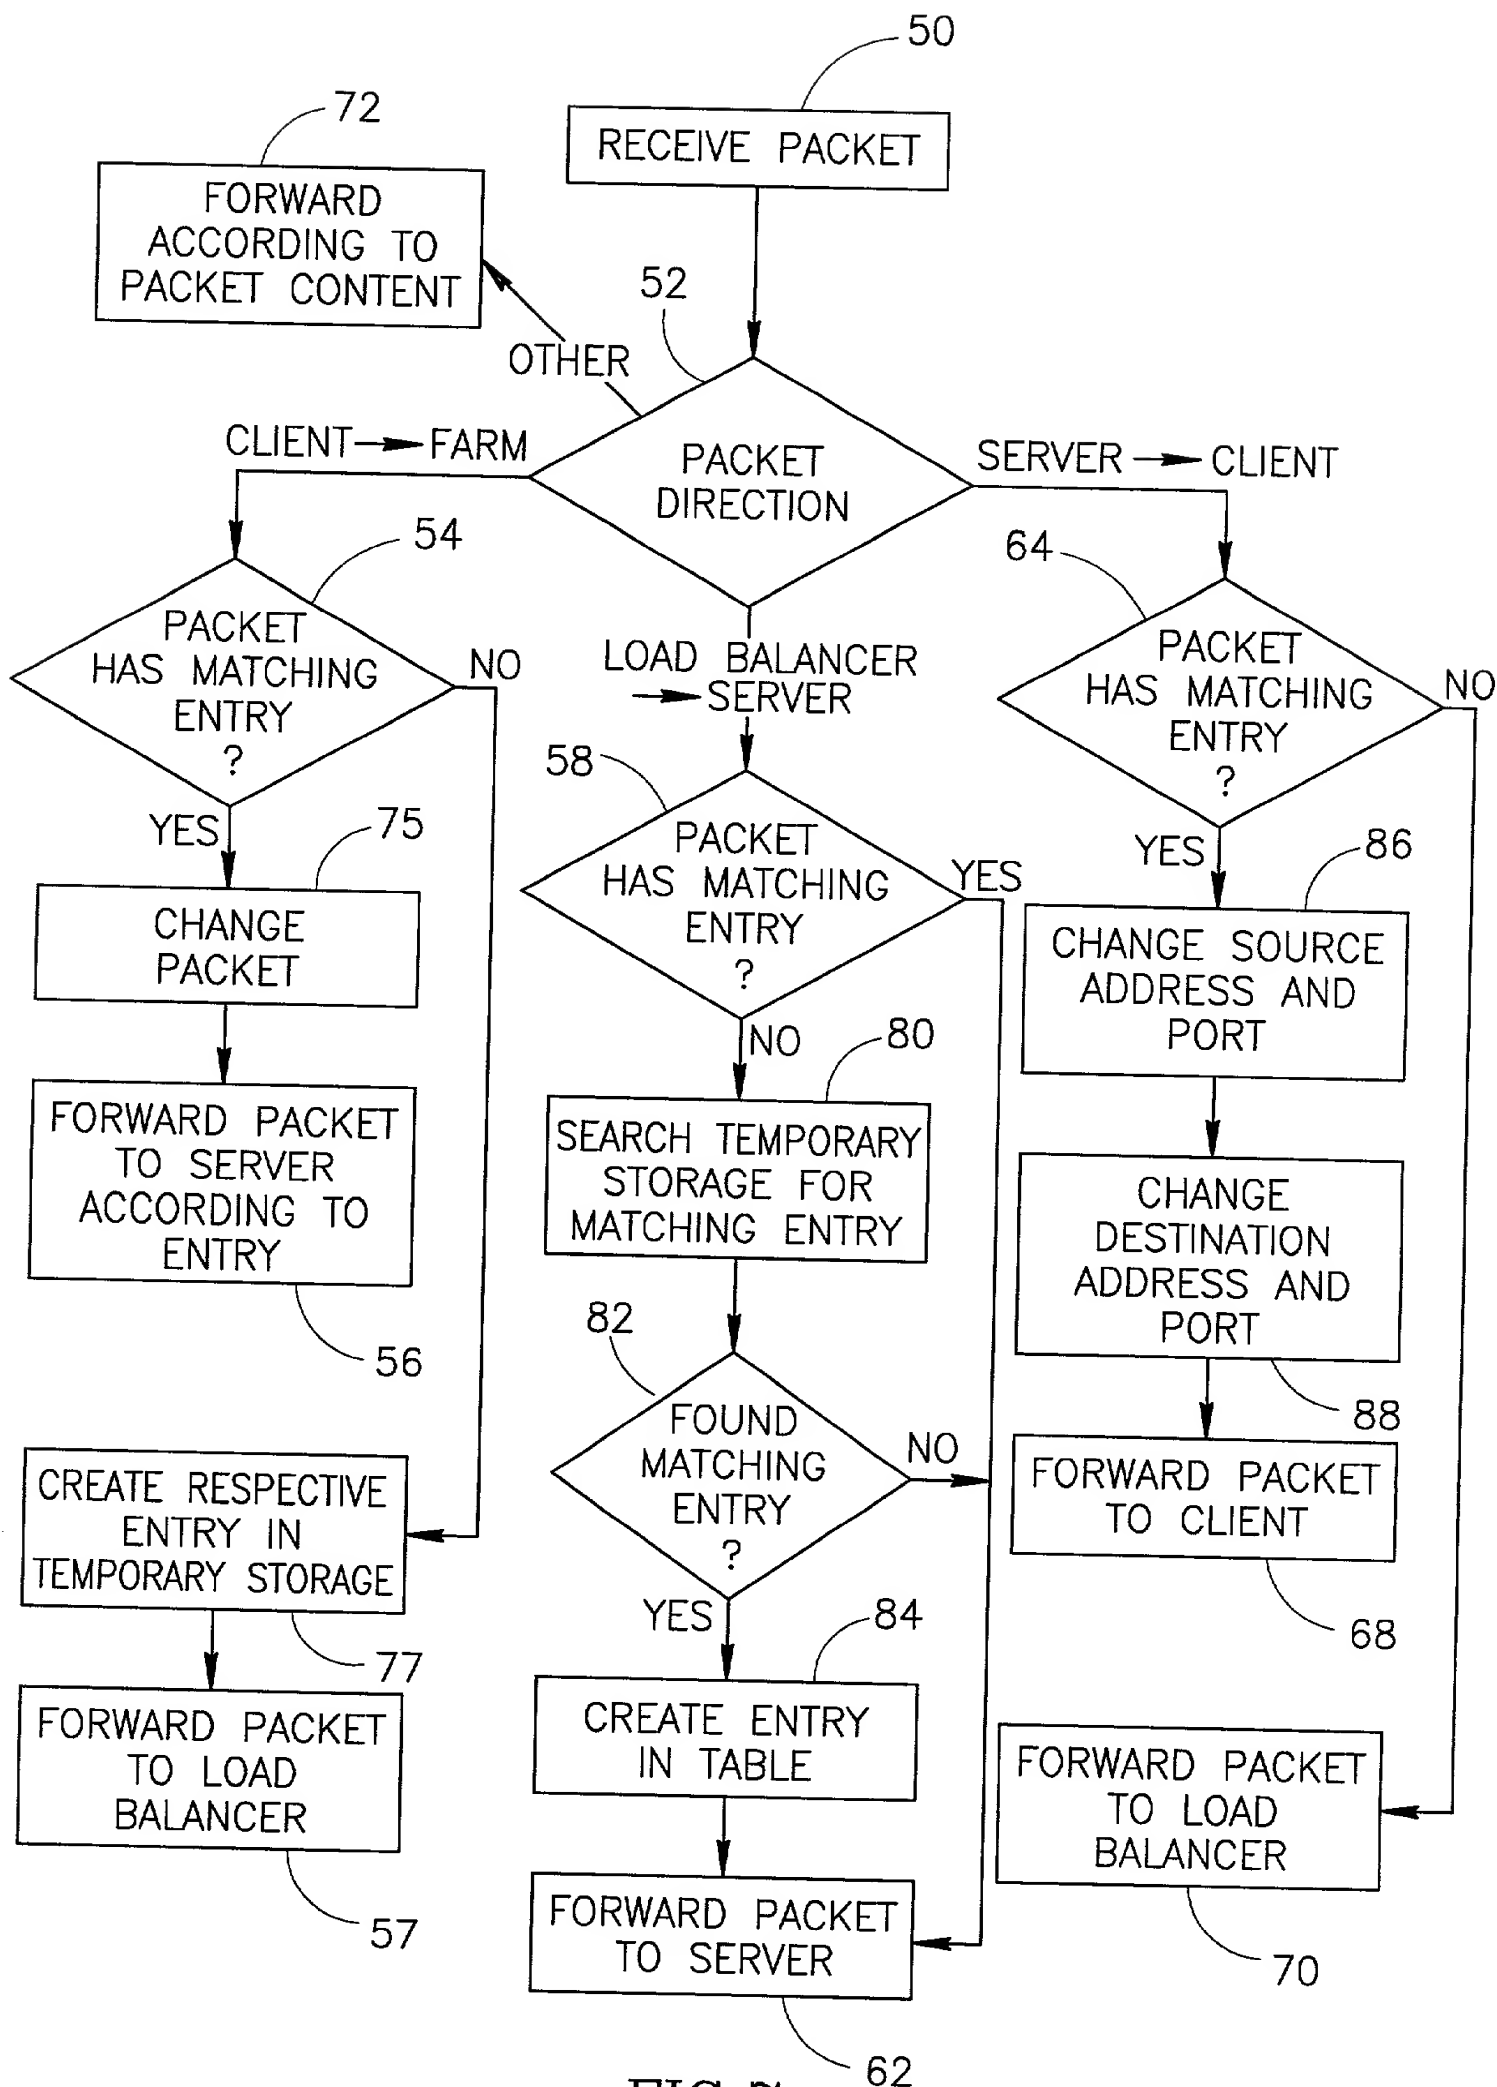 50
RECEIVE PACKET
72
FORWARD
ACCORDING TO
PACKET CONTENT
52
OTHER
PACKET
DIRECTION
CLIENT → FARM
SERVER → CLIENT
LOAD BALANCER
→ SERVER
54
PACKET
HAS MATCHING
ENTRY
?
NO
YES
75
CHANGE
PACKET
FORWARD PACKET
TO SERVER
ACCORDING TO
ENTRY
56
CREATE RESPECTIVE
ENTRY IN
TEMPORARY STORAGE
77
FORWARD PACKET
TO LOAD
BALANCER
57
58
PACKET
HAS MATCHING
ENTRY
?
YES
NO
80
SEARCH TEMPORARY
STORAGE FOR
MATCHING ENTRY
82
FOUND
MATCHING
ENTRY
?
NO
YES
84
CREATE ENTRY
IN TABLE
FORWARD PACKET
TO SERVER
62
64
PACKET
HAS MATCHING
ENTRY
?
NO
YES
86
CHANGE SOURCE
ADDRESS AND
PORT
CHANGE
DESTINATION
ADDRESS AND
PORT
88
FORWARD PACKET
TO CLIENT
68
FORWARD PACKET
TO LOAD
BALANCER
70